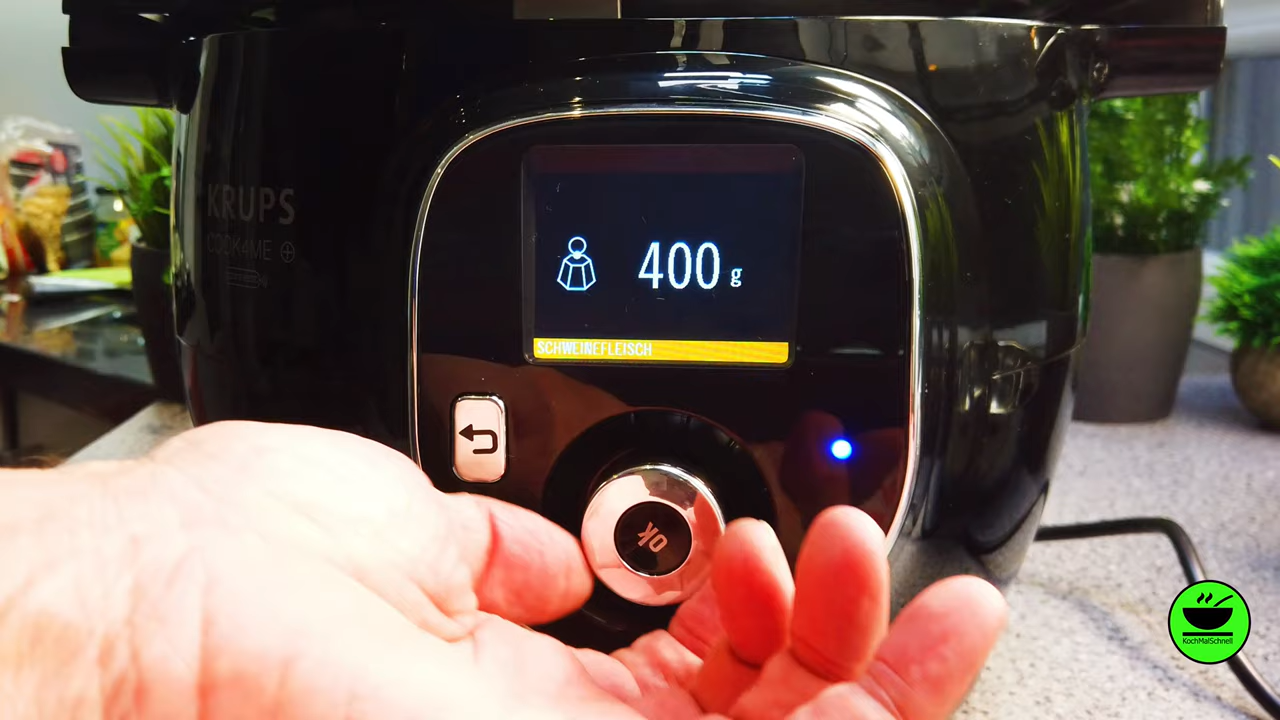 KRUPS
COOK4ME
400 g
SCHWEINEFLEISCH
OK
KochMalSchnell